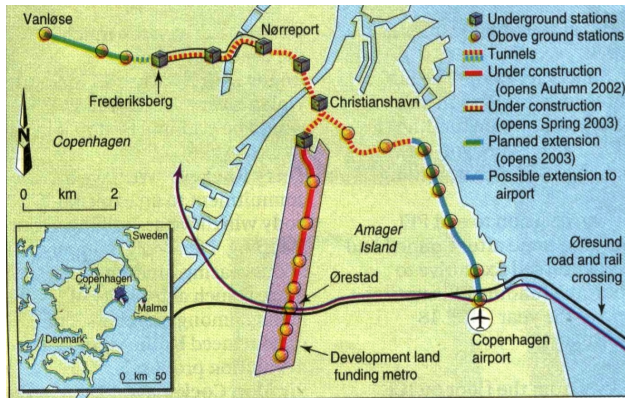 Vanløse
Nørreport
Frederiksberg
Christianshavn
Copenhagen
N
0 km 2
Amager
Island
Ørestad
Development land
funding metro
Copenhagen
airport
Øresund
road and rail
crossing
Underground stations
Obove ground stations
Tunnels
Under construction
(opens Autumn 2002)
Under construction
(opens Spring 2003)
Planned extension
(opens 2003)
Possible extension to
airport
Sweden
Copenhagen
Malmø
Denmark
0 km 50